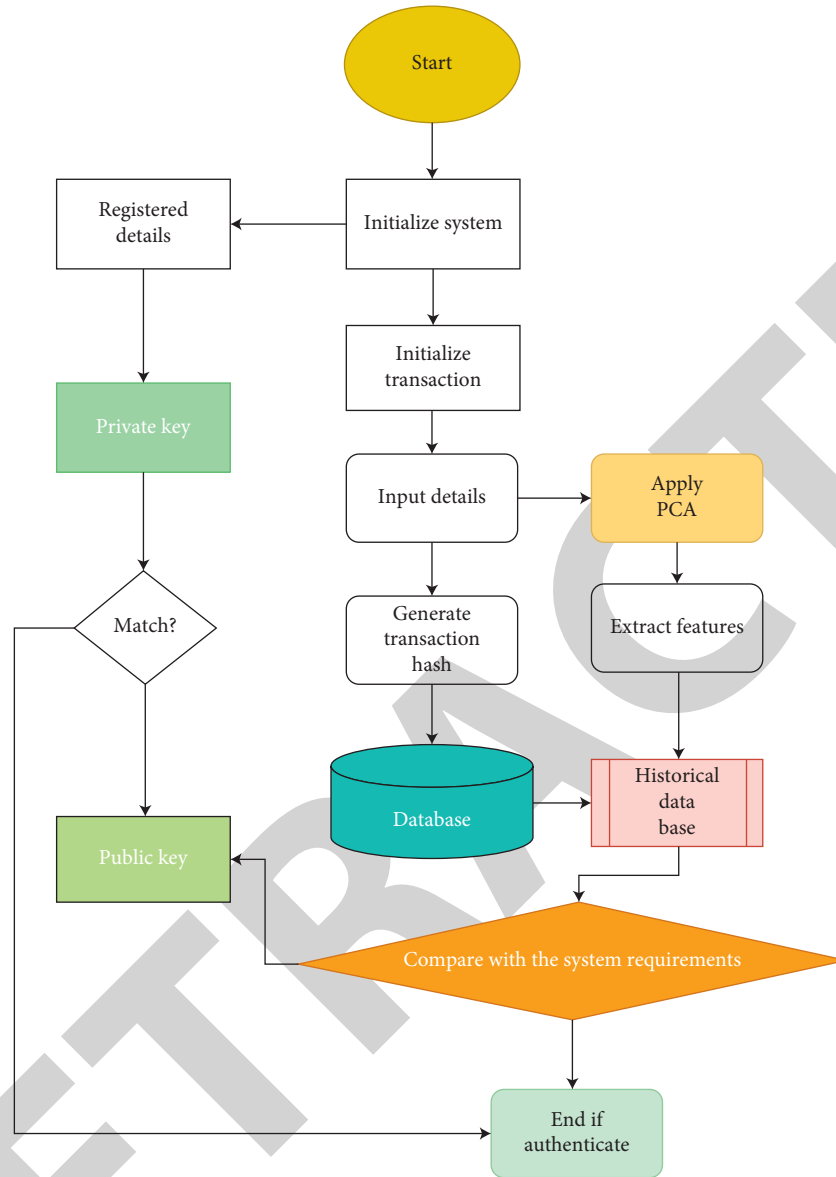 Start
Registered
details
Initialize system
Initialize
transaction
Private key
Input details
Apply
PCA
Match?
Generate
transaction
hash
Extract features
Database
Historical
data
base
Public key
Compare with the system requirements
End if
authenticate
ETRACT